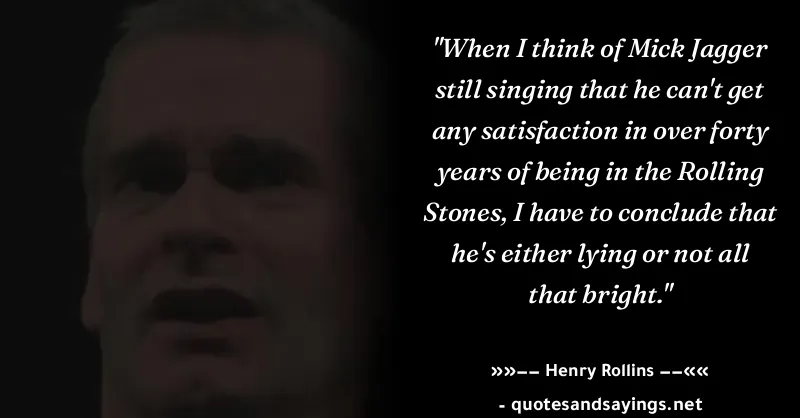 "When I think of Mick Jagger
still singing that he can't get
any satisfaction in over forty
years of being in the Rolling
Stones, I have to conclude that
he's either lying or not all
that bright."
»»–– Henry Rollins ––««
- quotesandsayings.net